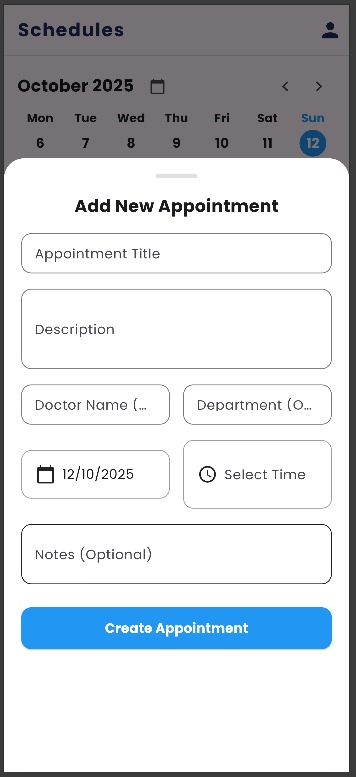 Schedules
October 2025
Mon Tue Wed Thu Fri Sat Sun
6 7 8 9 10 11 12
Add New Appointment
Appointment Title
Description
Doctor Name (... Department (O...
12/10/2025 Select Time
Notes (Optional)
Create Appointment